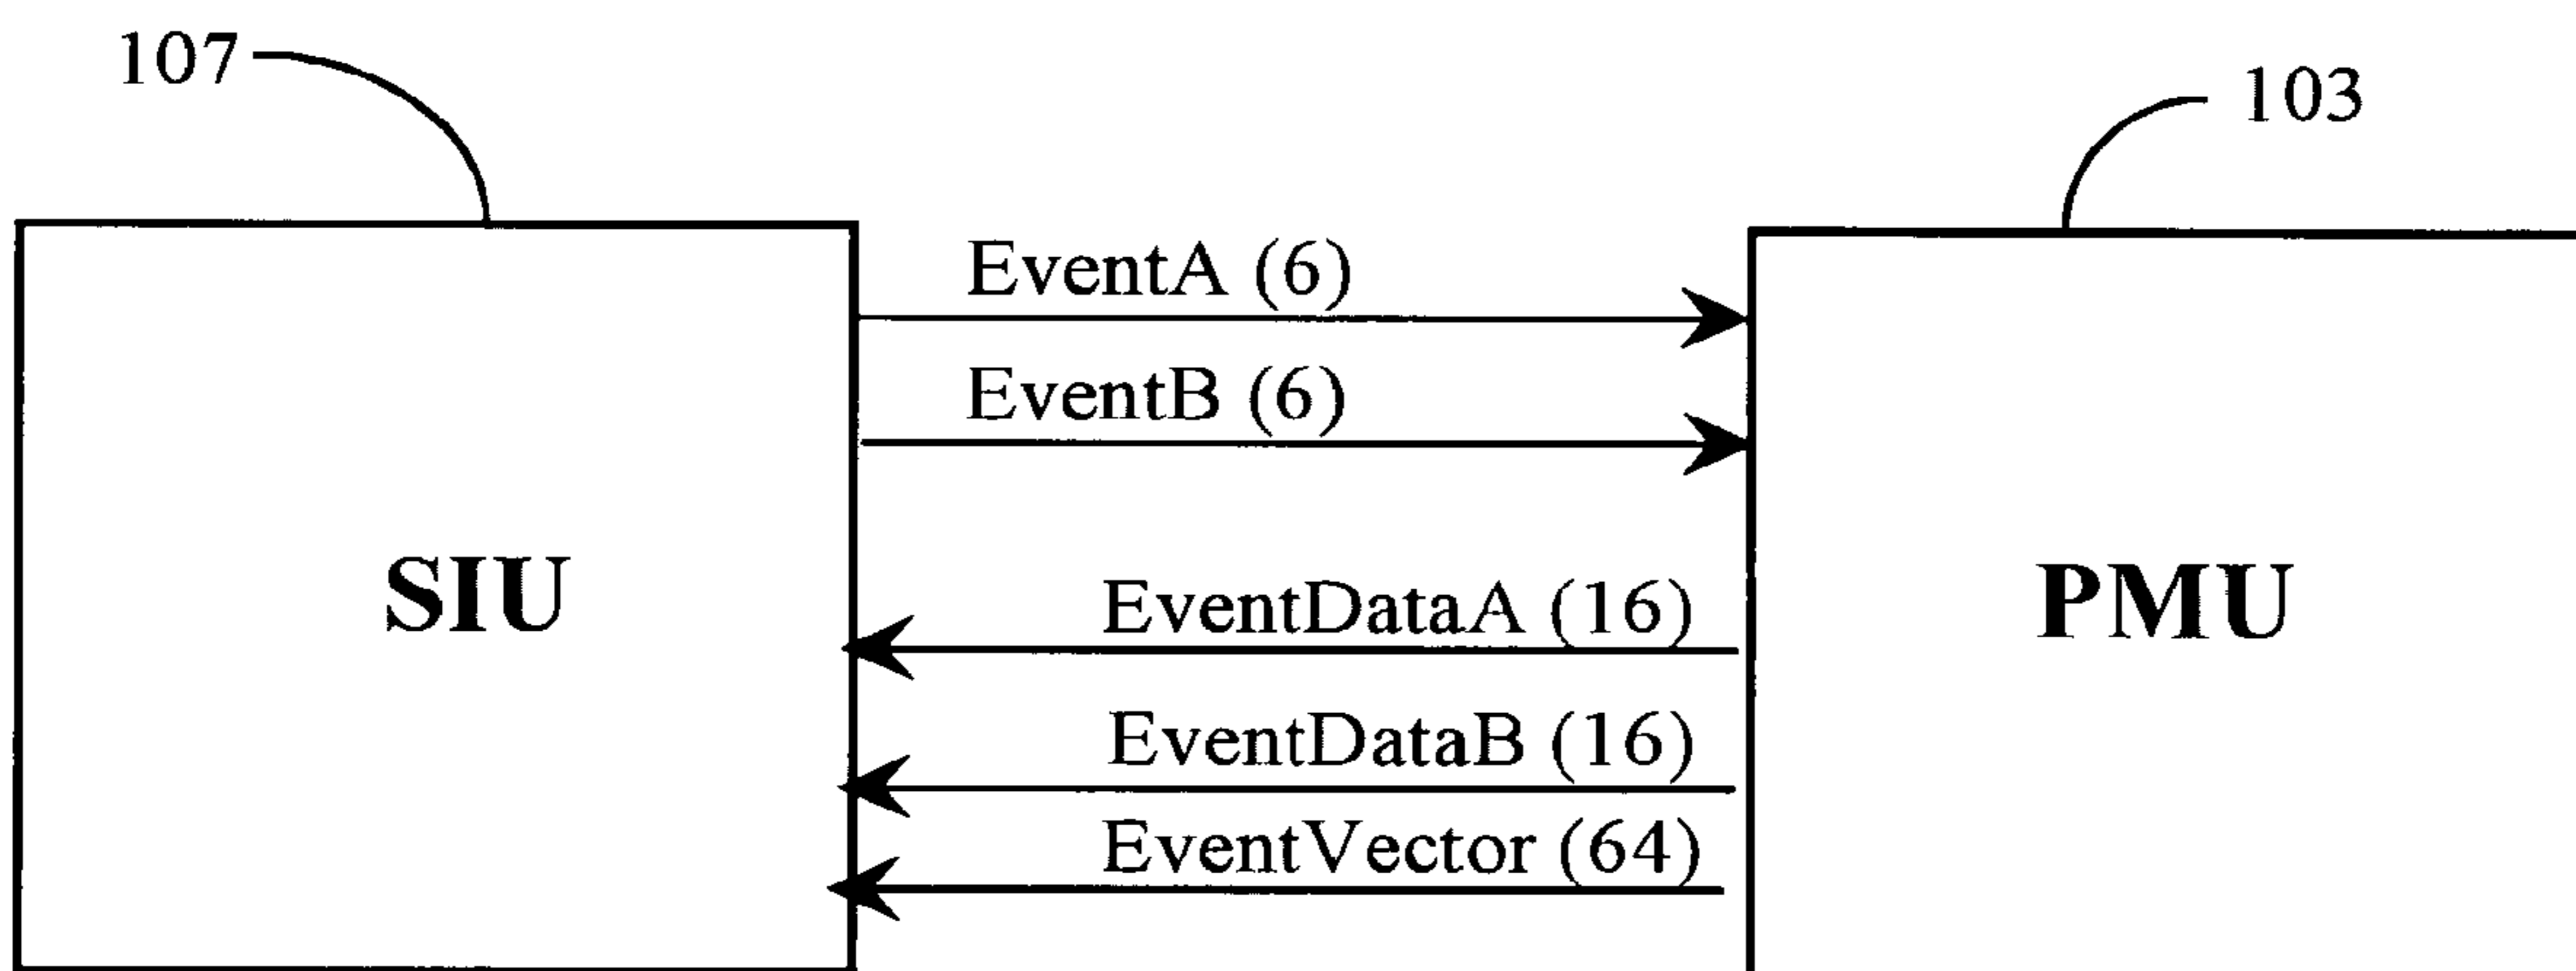 107
103
EventA (6)
EventB (6)
SIU
PMU
EventDataA (16)
EventDataB (16)
EventVector (64)